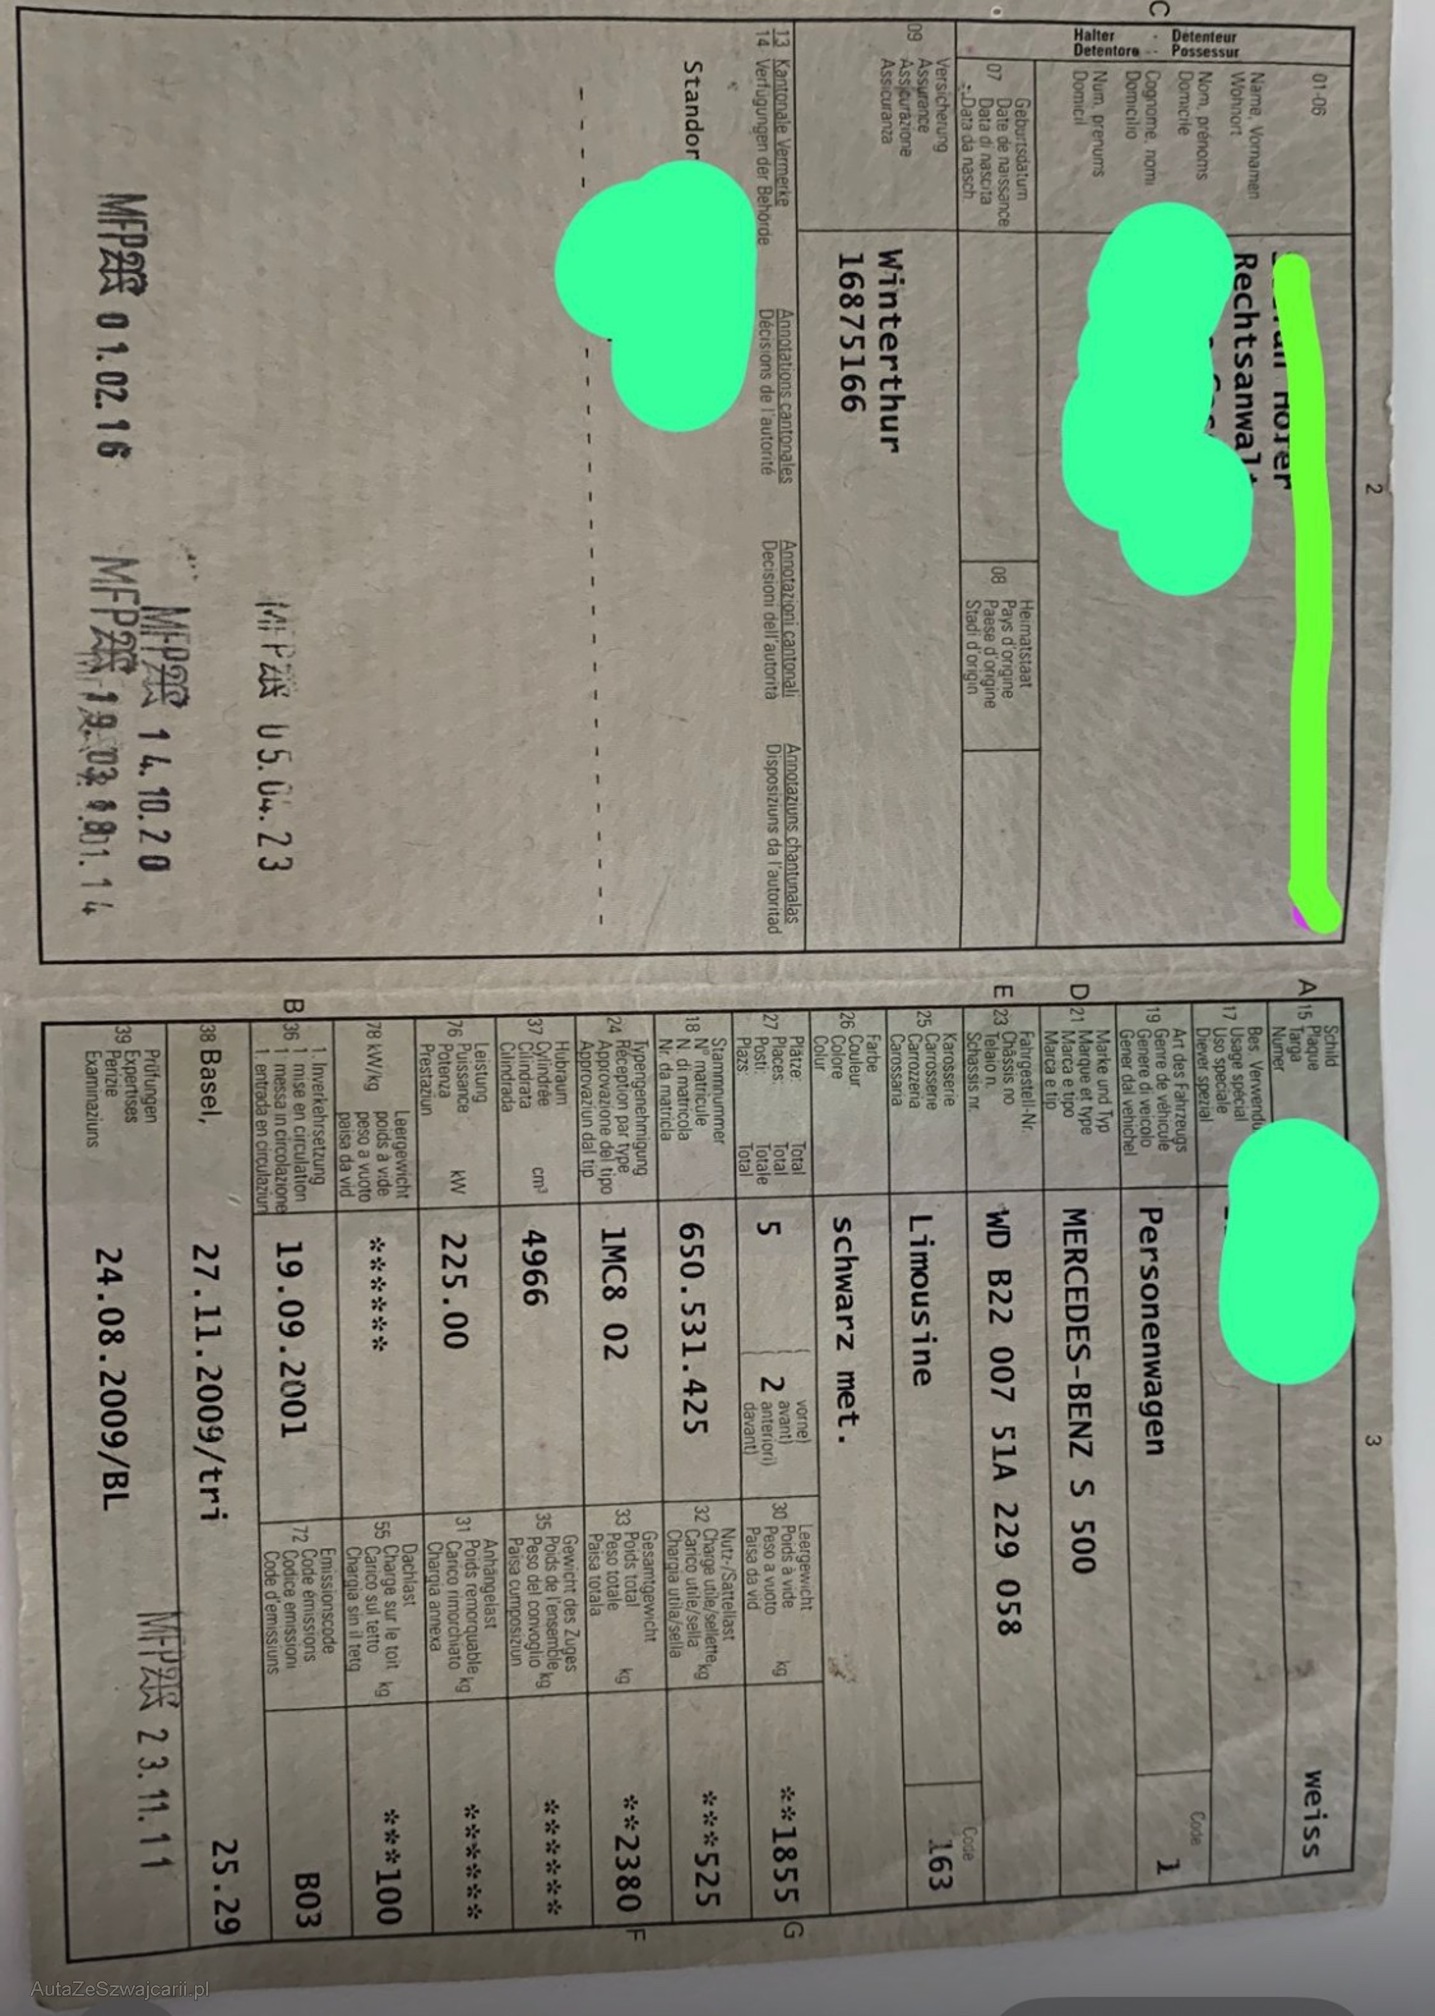 2
C
Halter - Détenteur
Detentore -- Possessur
01-06
Name, Vornamen
Wohnort
Nom, prénoms
Domicile
Cognome, nomi
Domicilio
Num, prenums
Domicil
Hofer
Rechtsanwalt
07
Geburtsdatum
Date de naissance
Data di nascita
Data da nasch.
08
Heimatstaat
Pays d'origine
Paese d'origine
Stadi d'origin
09
Versicherung
Assurance
Assicurazione
Assicuranza
Winterthur
16875166
13 Kantonale Vermerke Annotations cantonales Annotazioni cantonali Annotaziuns chantunalas
14 Verfügungen der Behörde Décisions de l'autorité Decisioni dell'autorità Disposiziuns da l'autoritad
Standor
MFP 05.04.23
MFP 14.10.20
MFP 01.02.16 MFP
3
A 15
Schild
Plaque
Targa
Numer
weiss
17
Bes. Verwendu
Usage spécial
Uso speciale
Diever spezial
19
Art des Fahrzeugs
Genre de véhicule
Genere di veicolo
Gener dal vehichel
Personenwagen
Code
1
D 21
Marke und Typ
Marque et type
Marca e tipo
Marca e tip
MERCEDES-BENZ S 500
E 23
Fahrgestell-Nr.
Châssis no
Telaio n.
Schassis nr.
WD B22 007 51A 229 058
25
Karosserie
Carrosserie
Carrozzeria
Carossaria
Limousine
Code
163
26
Farbe
Couleur
Colore
Colur
schwarz met.
27
Plätze: Total
Places: Total
Posti: Totale
Plazs: Total
5
2
vorne)
avant)
anteriori)
davant)
30
Leergewicht
Poids à vide
Peso a vuoto
Paisa da vid
kg
**1855 G
18
Stammnummer
N° matricule
N. di matricola
Nr. da matricla
650.531.425
32
Nutz-/Sattellast
Charge utile/sellette
Carico utile/sella
Chargia utila/sella
kg
***525
24
Typengenehmigung
Réception par type
Approvazione del tipo
Approvaziun dal tip
1MC8 02
33
Gesamtgewicht
Poids total
Peso totale
Paisa totala
kg
**2380 F
37
Hubraum
Cylindrée
Cilindrata
Cilindrada
cm³
4966
35
Gewicht des Zuges
Poids de l'ensemble
Peso del convoglio
Paisa cumposiziun
kg
******
76
Leistung
Puissance
Potenza
Prestaziun
kW
225.00
31
Anhängelast
Poids remorquable
Carico rimorchiato
Chargia annexa
kg
******
78 kW/kg
Leergewicht
poids à vide
peso a vuoto
paisa da vid
*****
55
Dachlast
Charge sur le toit
Carico sul tetto
Chargia sin il tetg
kg
***100
B 36
1. Inverkehrsetzung
1 mise en circulation
1 messa in circolazione
1. entrada en circulaziun
19.09.2001
72
Emissionscode
Code émissions
Codice emissioni
Code d'emissiuns
B03
38 Basel, 27.11.2009/tri 25.29
39
Prüfungen
Expertises
Perizie
Examinaziuns
24.08.2009/BL
MFP 23.11.11
AutaZeSzwajcarii.pl